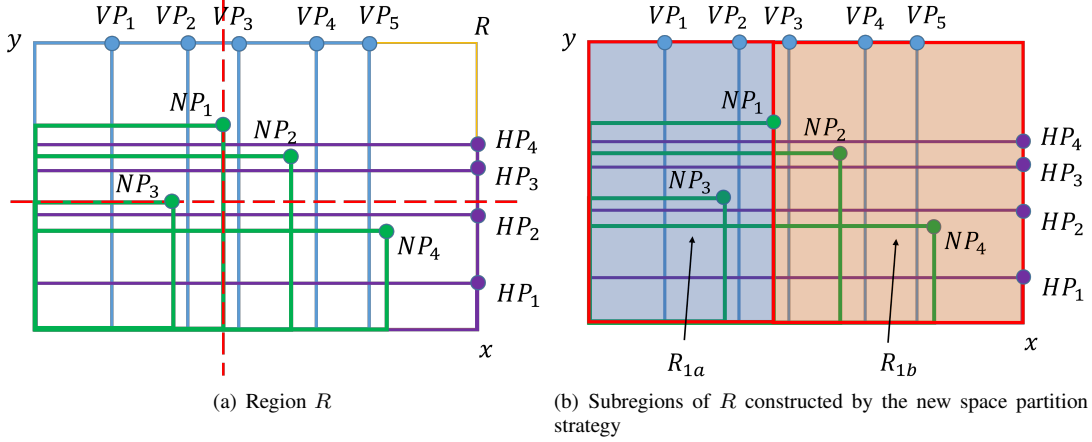 VP₁ VP₂ VP₃ VP₄ VP₅
y R
NP₁
NP₂
HP₄
HP₃
NP₃
HP₂
NP₄
HP₁
x
(a) Region R
VP₁ VP₂ VP₃ VP₄ VP₅
y R
NP₁
NP₂
HP₄
HP₃
NP₃
HP₂
NP₄
HP₁
x
R₁ₐ R₁b
(b) Subregions of R constructed by the new space partition
strategy